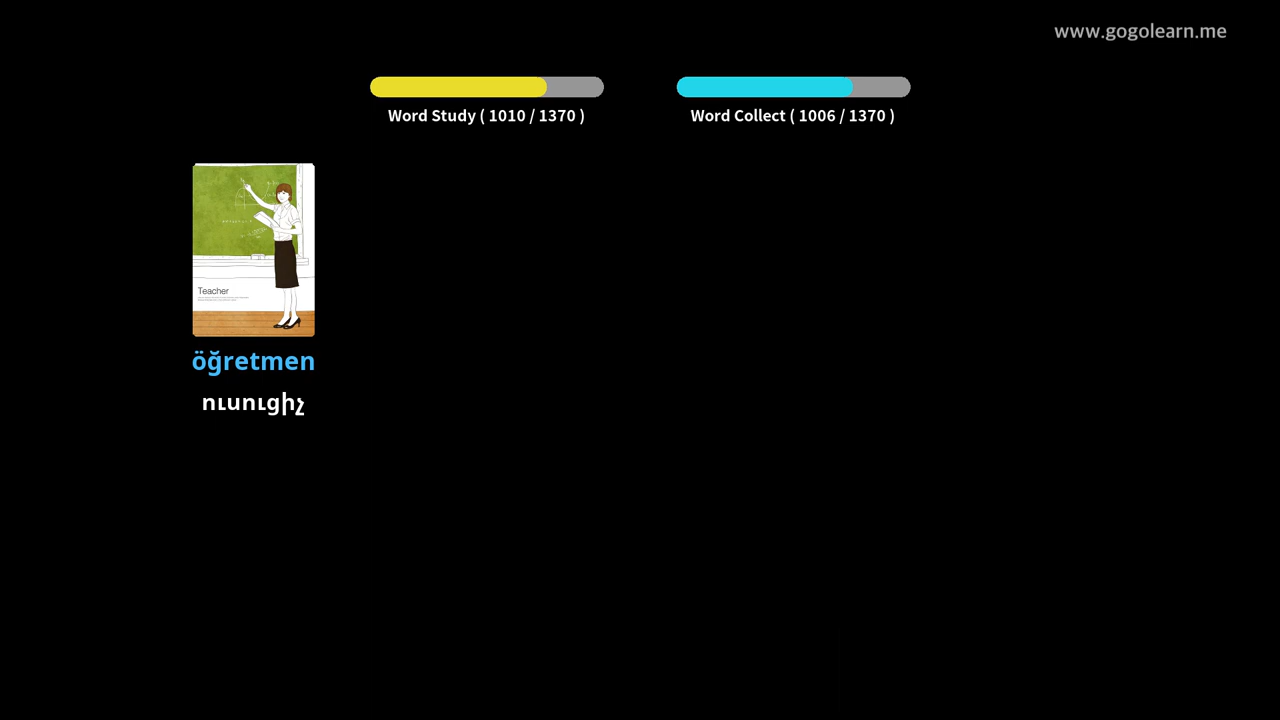 www.gogolearn.me
Word Study ( 1010 / 1370 )
Word Collect ( 1006 / 1370 )
Teacher
öğretmen
ուսուցիչ